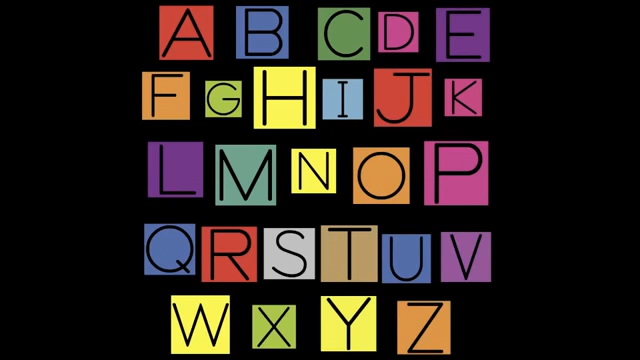 A B C D E
F G H I J K
L M N O P
Q R S T U V
W X Y Z